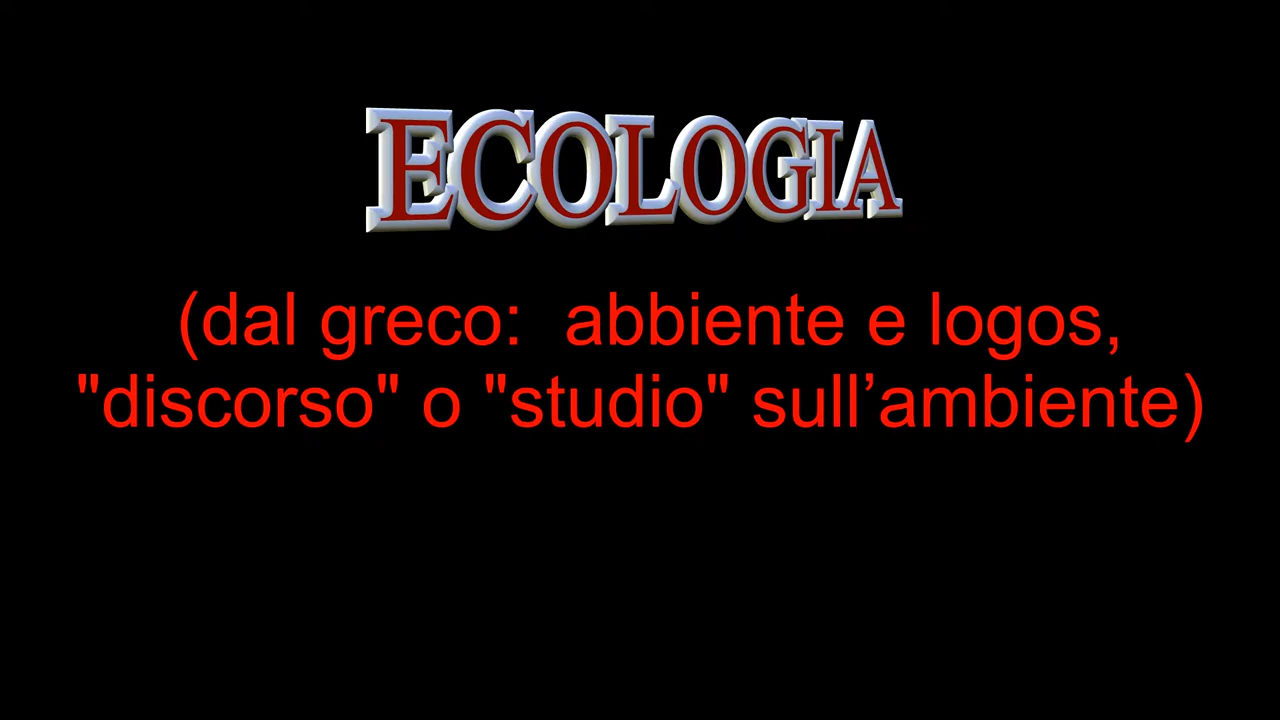 ECOLOGIA
(dal greco:  abbiente e logos,
"discorso" o "studio" sull’ambiente)